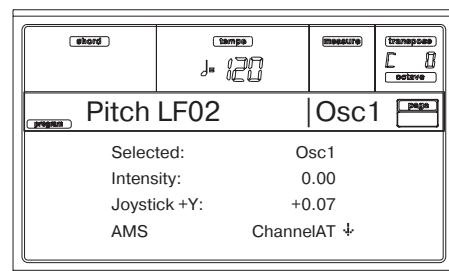 chord tempo measure transpose
♩= 120 C 0
octave
Pitch LFO2 Osc1 page
program
Selected: Osc1
Intensity: 0.00
Joystick +Y: +0.07
AMS ChannelAT